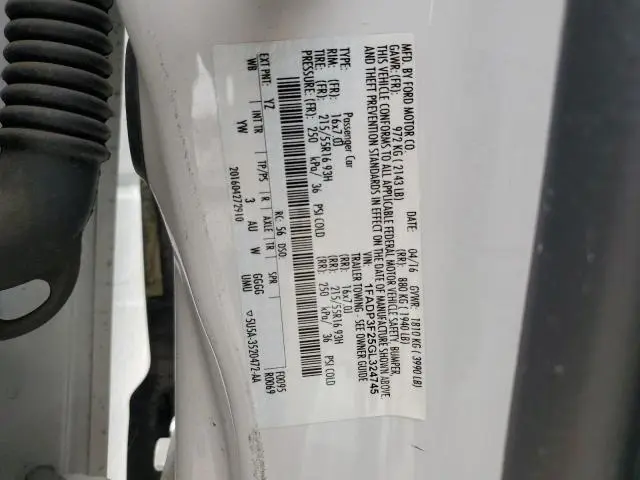 MFD. BY FORD MOTOR CO.
DATE: 04/16 GVWR: 1810 KG ( 3990 LB)
GAWR: (FR): 972 KG ( 2143 LB) (RR): 880 KG ( 1940 LB)
THIS VEHICLE CONFORMS TO ALL APPLICABLE FEDERAL MOTOR VEHICLE SAFETY BUMPER,
AND THEFT PREVENTION STANDARDS IN EFFECT ON THE DATE OF MANUFACTURE SHOWN ABOVE.
VIN: 1FADP3F25GL324745
TYPE: Passenger Car TRAILER TOWING - SEE OWNER GUIDE
RIM: (FR): 16x7.0J (RR): 16x7.0J
TIRE: (FR): 215/55R16 93H (RR): 215/55R16 93H
PRESSURE: (FR): 250 kPa/ 36 PSI COLD (RR): 250 kPa/ 36 PSI COLD
EXT PNT: YZ RC: 56 DSO: F0095
WB INT TR TP/PS R AXLE TR SPR R0069
YW 3 AU W GGGG
UMU
201604272910 5U5A-3520472-AA